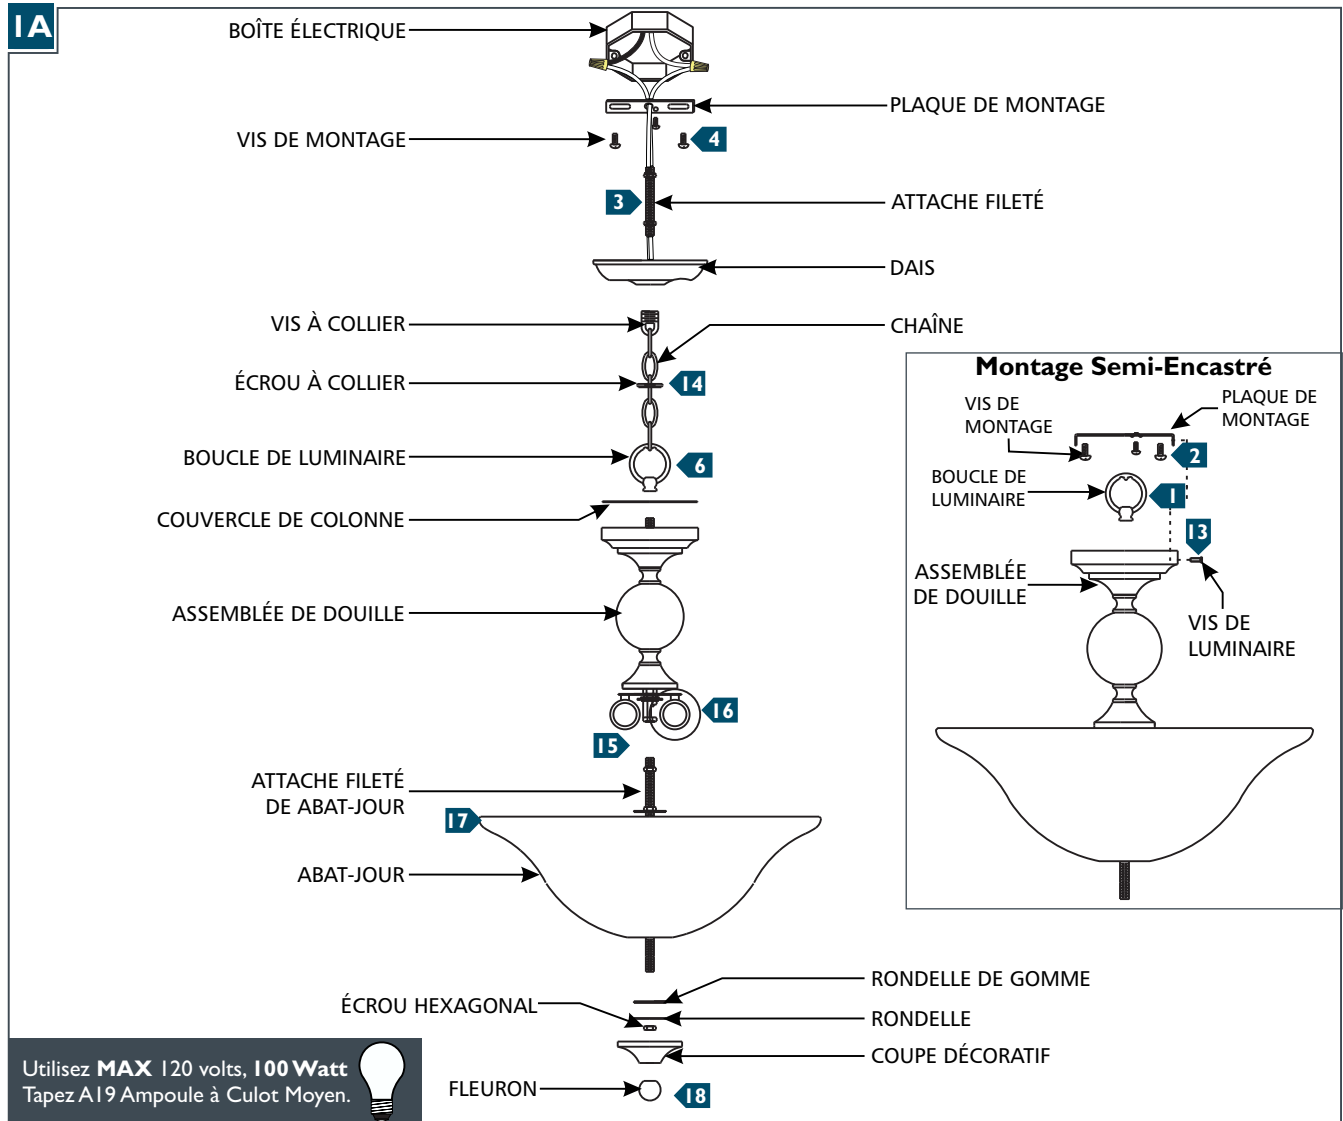 1A
BOÎTE ÉLECTRIQUE
PLAQUE DE MONTAGE
VIS DE MONTAGE
4
3
ATTACHE FILETÉ
DAIS
VIS À COLLIER
CHAÎNE
ÉCROU À COLLIER
14
BOUCLE DE LUMINAIRE
6
COUVERCLE DE COLONNE
ASSEMBLÉE DE DOUILLE
16
15
ATTACHE FILETÉ
DE ABAT-JOUR
17
ABAT-JOUR
RONDELLE DE GOMME
ÉCROU HEXAGONAL
RONDELLE
COUPE DÉCORATIF
FLEURON
18
Montage Semi-Encastré
VIS DE
MONTAGE
PLAQUE DE
MONTAGE
2
BOUCLE DE
LUMINAIRE
1
13
ASSEMBLÉE
DE DOUILLE
VIS DE
LUMINAIRE
Utilisez MAX 120 volts, 100 Watt
Tapez A19 Ampoule à Culot Moyen.